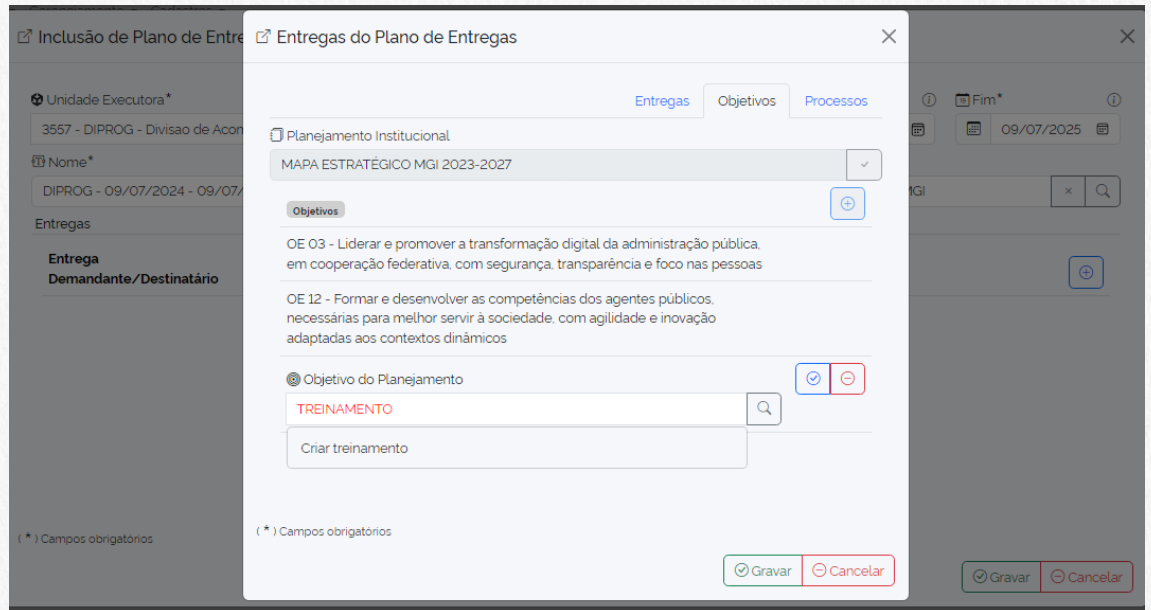 Inclusão de Plano de Entre
Entregas do Plano de Entregas
Entregas
Objetivos
Processos
Unidade Executora*
Fim*
3557 - DIPROG - Divisao de Acon
09/07/2025
Planejamento Institucional
MAPA ESTRATÉGICO MGI 2023-2027
Nome*
DIPROG - 09/07/2024 - 09/07/
MGI
Objetivos
Entregas
OE 03 - Liderar e promover a transformação digital da administração pública,
em cooperação federativa, com segurança, transparência e foco nas pessoas
Entrega
Demandante/Destinatário
OE 12 - Formar e desenvolver as competências dos agentes públicos,
necessárias para melhor servir à sociedade, com agilidade e inovação
adaptadas aos contextos dinâmicos
Objetivo do Planejamento
TREINAMENTO
Criar treinamento
( * ) Campos obrigatórios
( * ) Campos obrigatórios
Gravar
Cancelar
Gravar
Cancelar